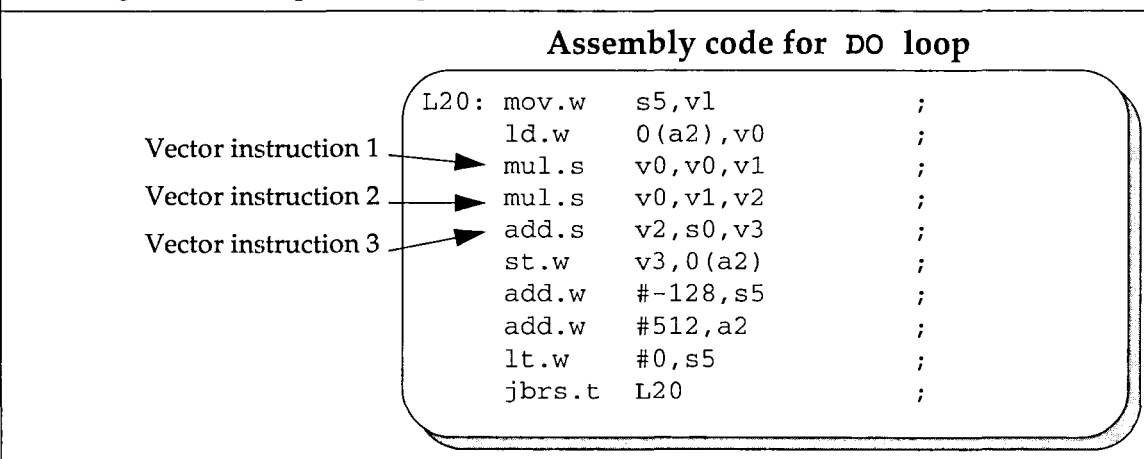 Assembly code for DO loop
L20: mov.w s5,vl ;
ld.w 0(a2),v0 ;
Vector instruction 1
mul.s v0,v0,v1 ;
Vector instruction 2
mul.s v0,v1,v2 ;
Vector instruction 3
add.s v2,s0,v3 ;
st.w v3,0(a2) ;
add.w #-128,s5 ;
add.w #512,a2 ;
lt.w #0,s5 ;
jbrs.t L20 ;